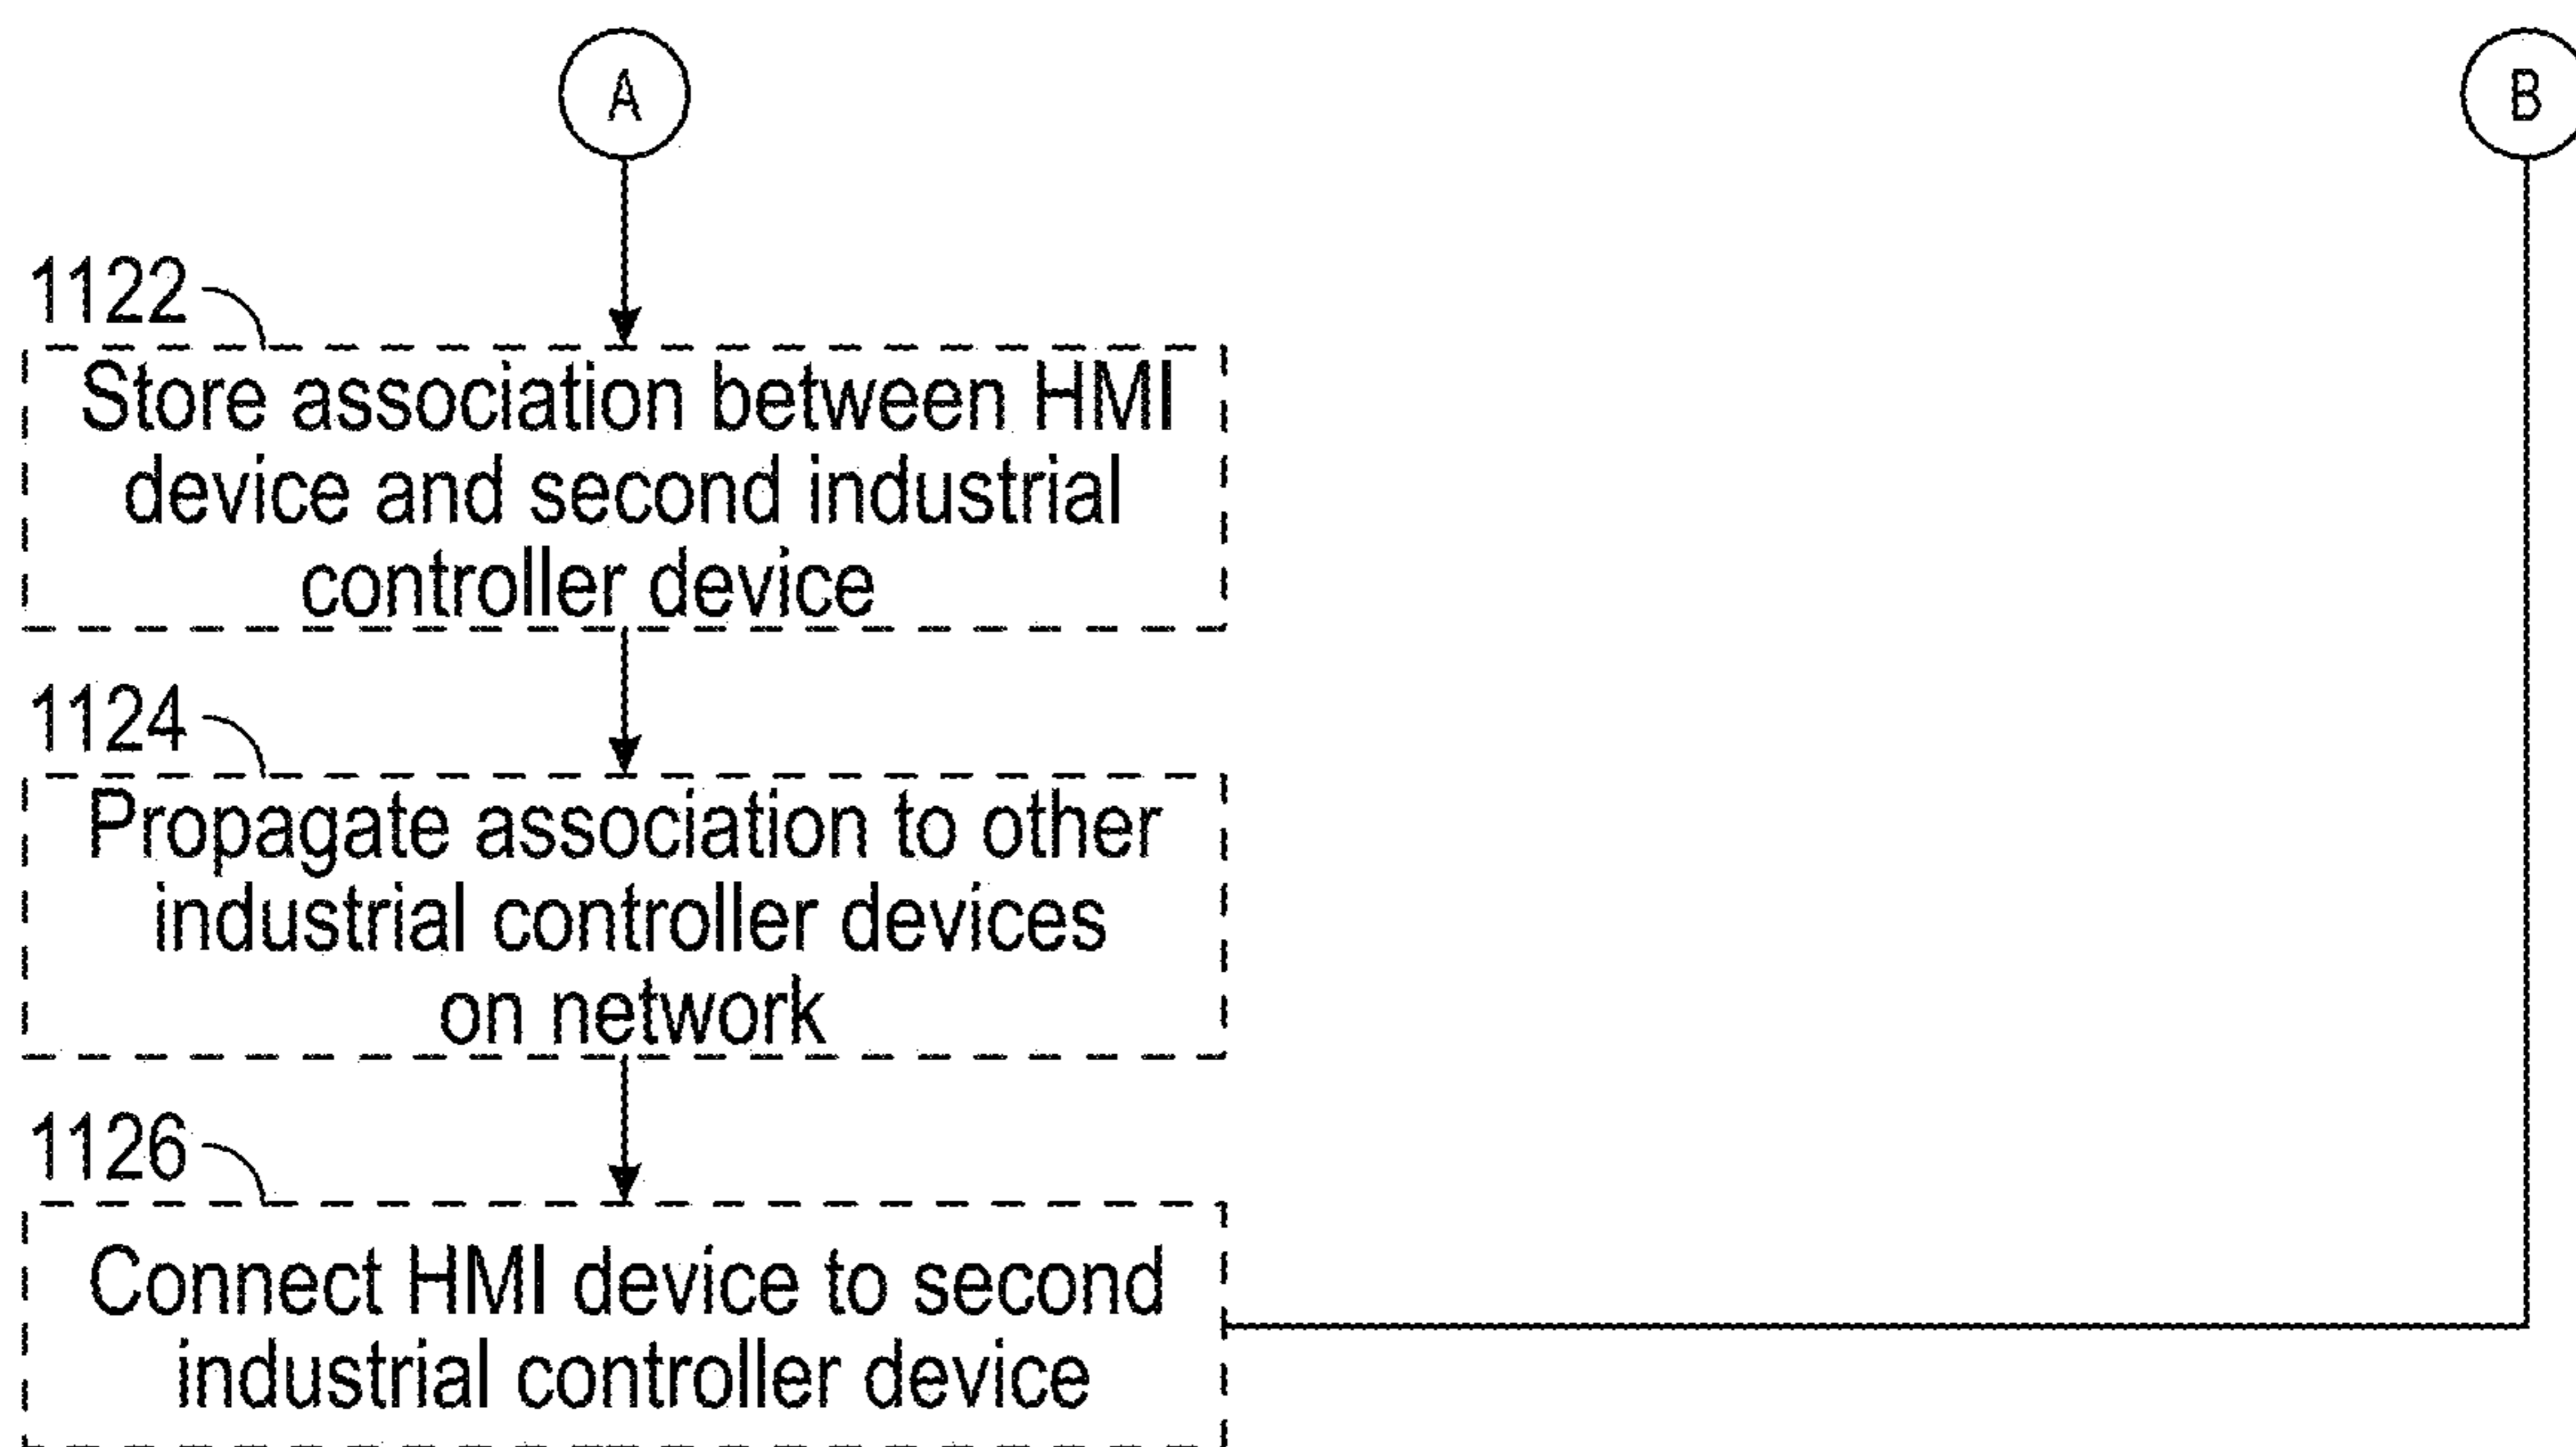 A
B
1122
Store association between HMI
device and second industrial
controller device
1124
Propagate association to other
industrial controller devices
on network
1126
Connect HMI device to second
industrial controller device